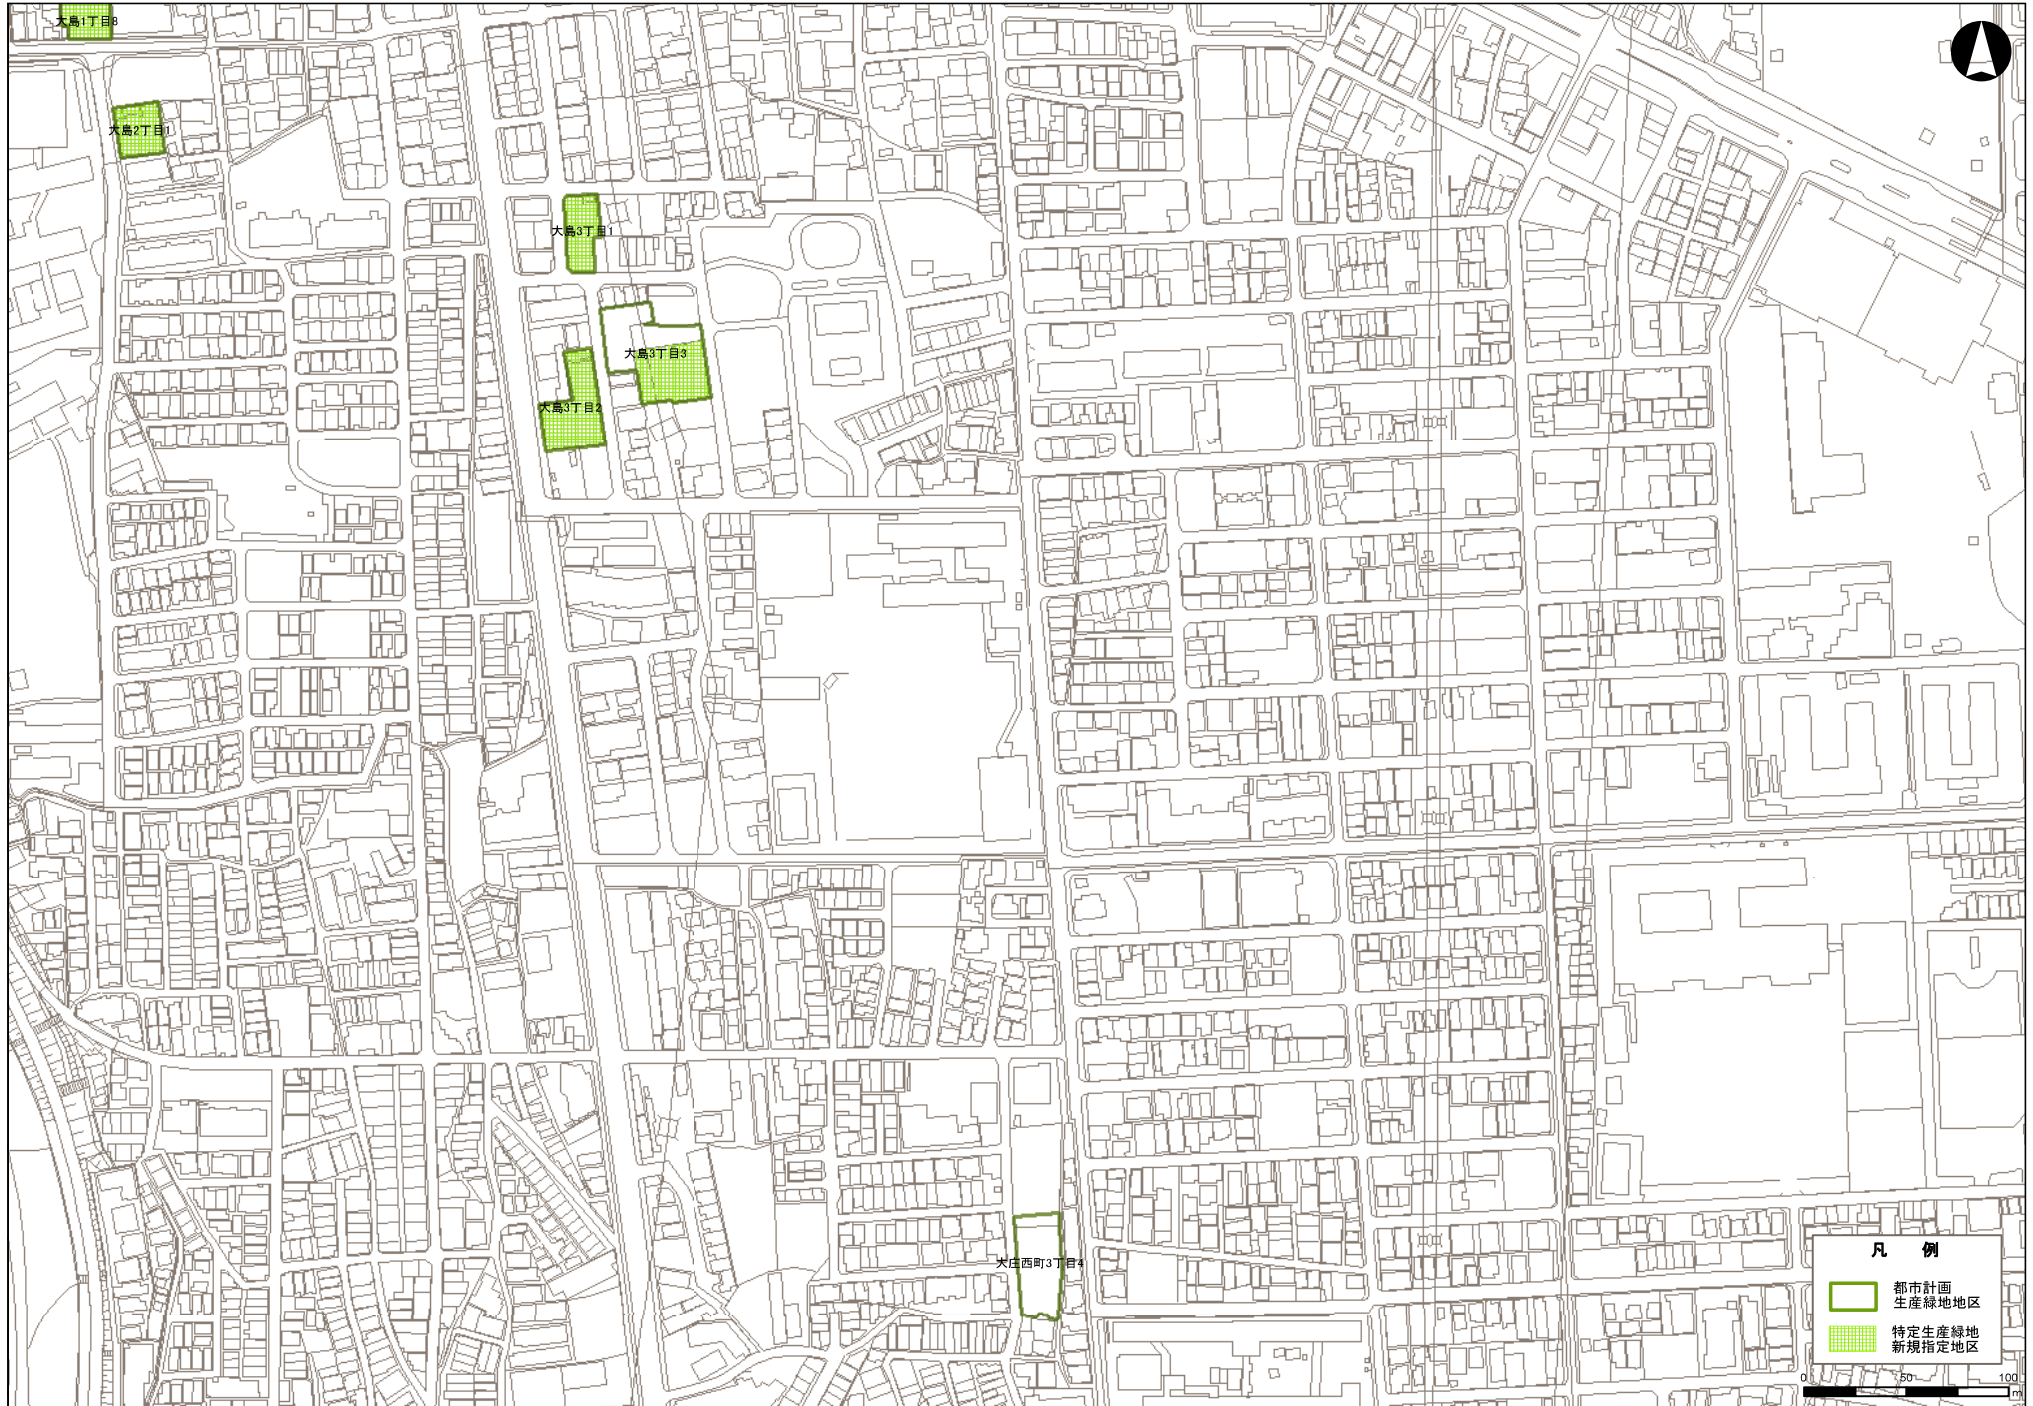 大島1丁目8
大島2丁目1
大島3丁目1
大島3丁目3
大島3丁目2
大庄西町3丁目4
凡 例
都市計画
生産緑地地区
特定生産緑地
新規指定地区
0 50 100
m